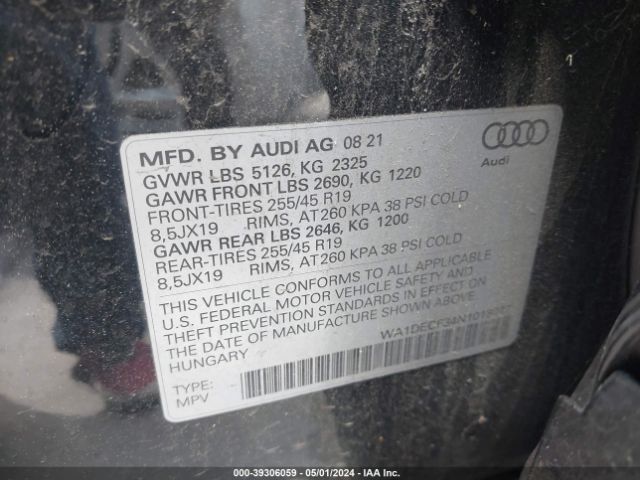 MFD. BY AUDI AG 08 21
GVWR LBS 5126, KG 2325
GAWR FRONT LBS 2690, KG 1220
FRONT-TIRES 255/45 R19
8,5JX19 RIMS, AT260 KPA 38 PSI COLD
GAWR REAR LBS 2646, KG 1200
REAR-TIRES 255/45 R19
8,5JX19 RIMS, AT260 KPA 38 PSI COLD
THIS VEHICLE CONFORMS TO ALL APPLICABLE
U.S. FEDERAL MOTOR VEHICLE SAFETY AND
THEFT PREVENTION STANDARDS IN EFFECT ON
THE DATE OF MANUFACTURE SHOWN ABOVE.
HUNGARY
TYPE:
MPV
Audi
000-39306059 — 05/01/2024 — IAA Inc.